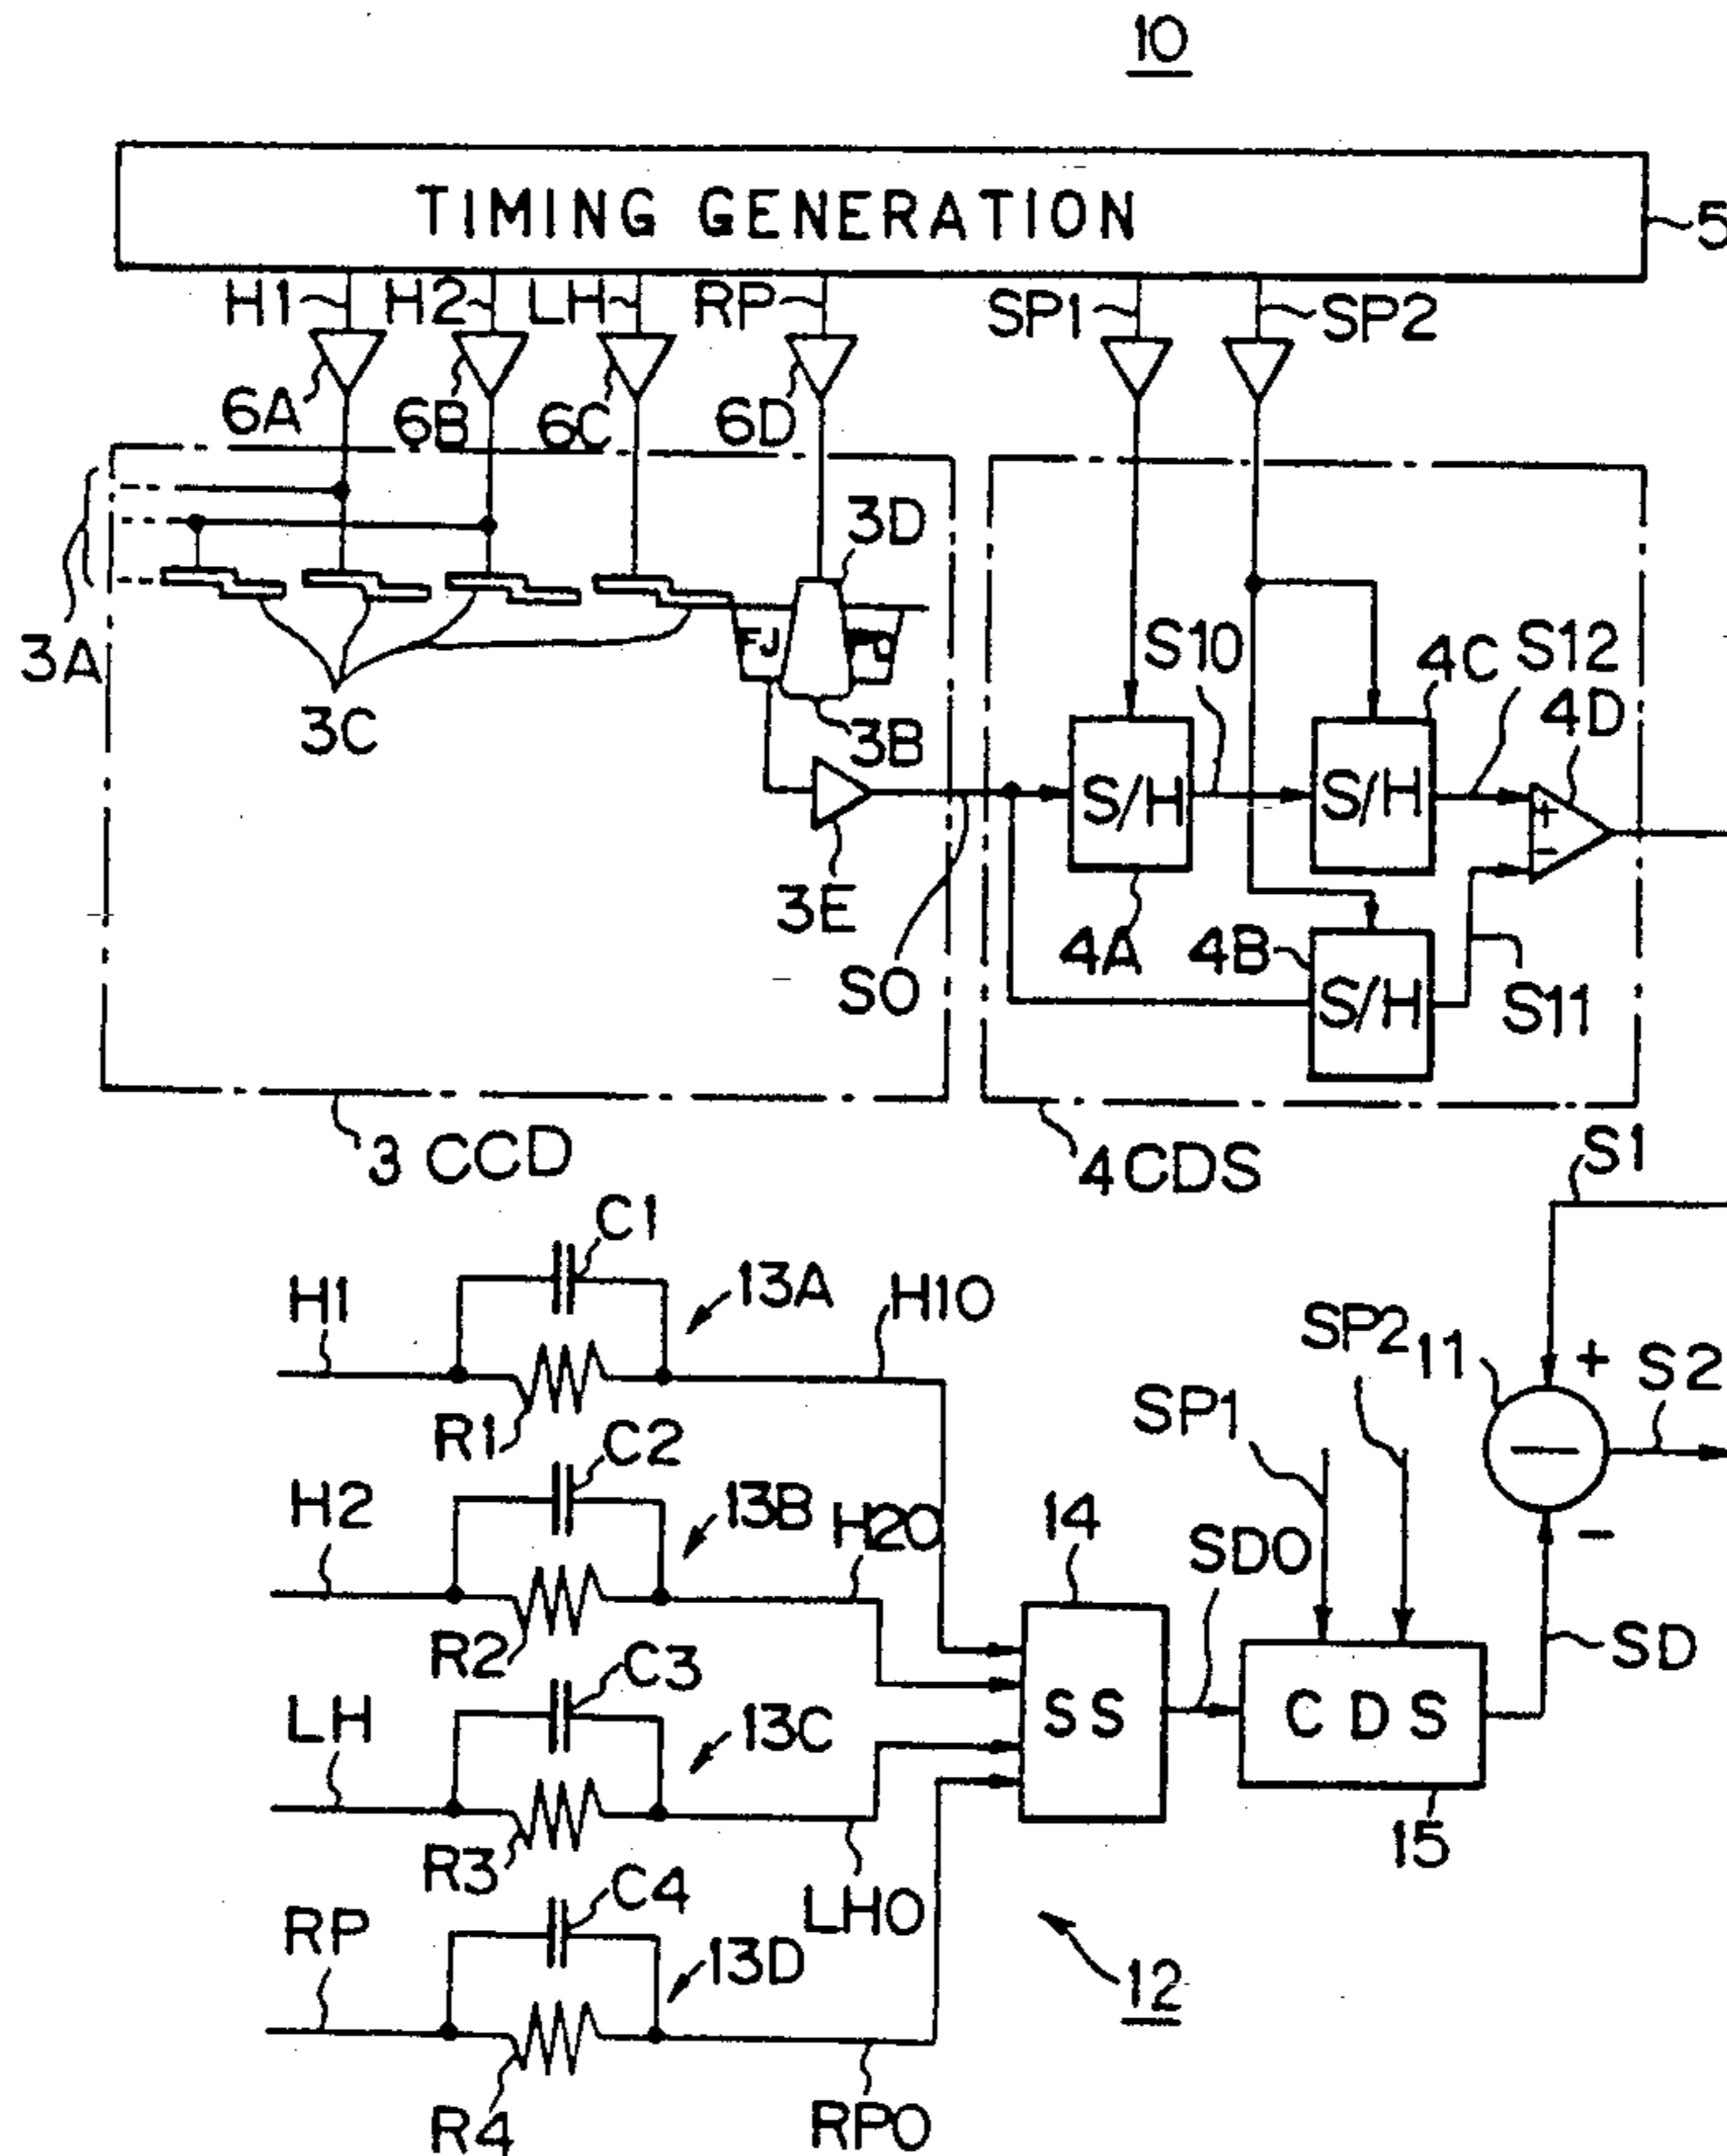 10
TIMING GENERATION
5
H1 H2 LH RP SP1 SP2
6A 6B 6C 6D
3D
3A
S10 4C S12
3C
FJ
3B
4D
S/H S/H
+
−
3E
4A 4B
SO
S/H
S11
3 CCD
4CDS
S1
C1
H1
13A
H10
SP2
11
+
S2
R1
SP1
C2
H2
13B
H20
14
−
SDO
R2
C3
SD
LH
13C
SS
CDS
R3
15
C4
LHO
RP
13D
12
R4
RPO